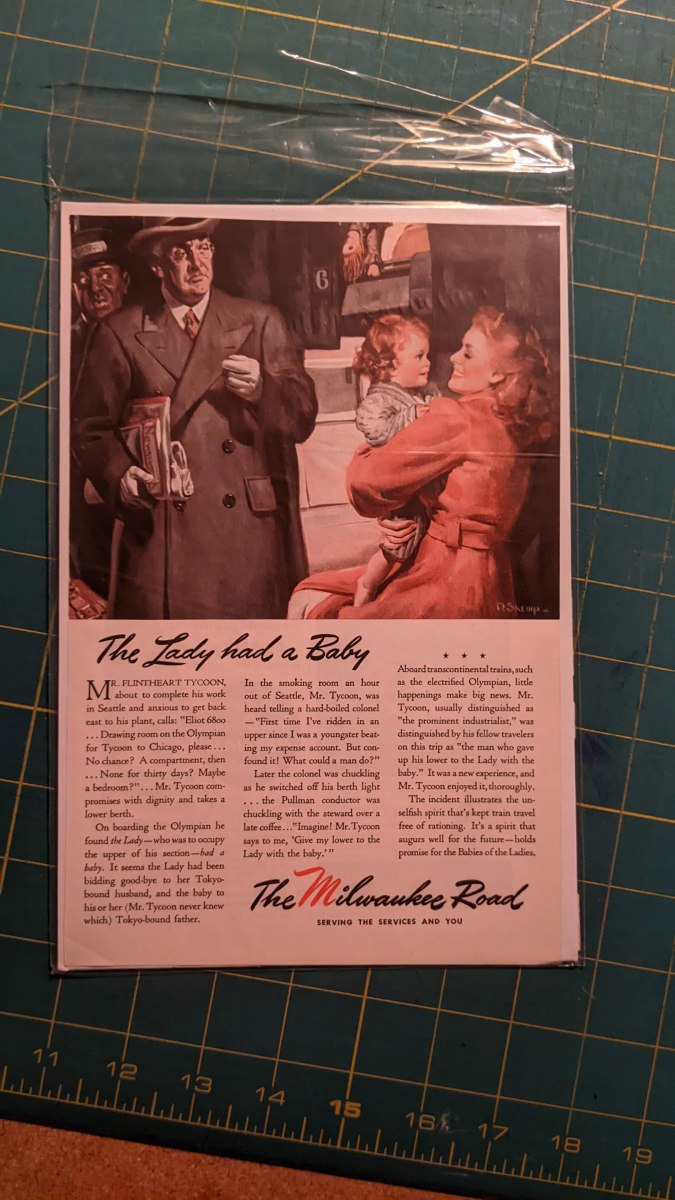 6
The Lady had a Baby
MR. FLINTHEART TYCOON,
about to complete his work
in Seattle and anxious to get back
east to his plant, calls: "Eliot 6800
... Drawing room on the Olympian
for Tycoon to Chicago, please ...
No chance? A compartment, then
... None for thirty days? Maybe
a bedroom?" ... Mr. Tycoon com-
promises with dignity and takes a
lower berth.
On boarding the Olympian he
found the Lady—who was to occupy
the upper of his section—had a
baby. It seems the Lady had been
bidding good-bye to her Tokyo-
bound husband, and the baby to
his or her (Mr. Tycoon never knew
which) Tokyo-bound father.
In the smoking room an hour
out of Seattle, Mr. Tycoon, was
heard telling a hard-boiled colonel
—"First time I've ridden in an
upper since I was a youngster beat-
ing my expense account. But con-
found it! What could a man do?"
Later the colonel was chuckling
as he switched off his berth light
... the Pullman conductor was
chuckling with the steward over a
late coffee ... "Imagine! Mr. Tycoon
says to me, 'Give my lower to the
Lady with the baby.' "
★ ★ ★
Aboard transcontinental trains, such
as the electrified Olympian, little
happenings make big news. Mr.
Tycoon, usually distinguished as
"the prominent industrialist," was
distinguished by his fellow travelers
on this trip as "the man who gave
up his lower to the Lady with the
baby." It was a new experience, and
Mr. Tycoon enjoyed it, thoroughly.
The incident illustrates the un-
selfish spirit that's kept train travel
free of rationing. It's a spirit that
augurs well for the future—holds
promise for the Babies of the Ladies.
The Milwaukee Road
SERVING THE SERVICES AND YOU
11 12 13 14 15 16 17 18 19